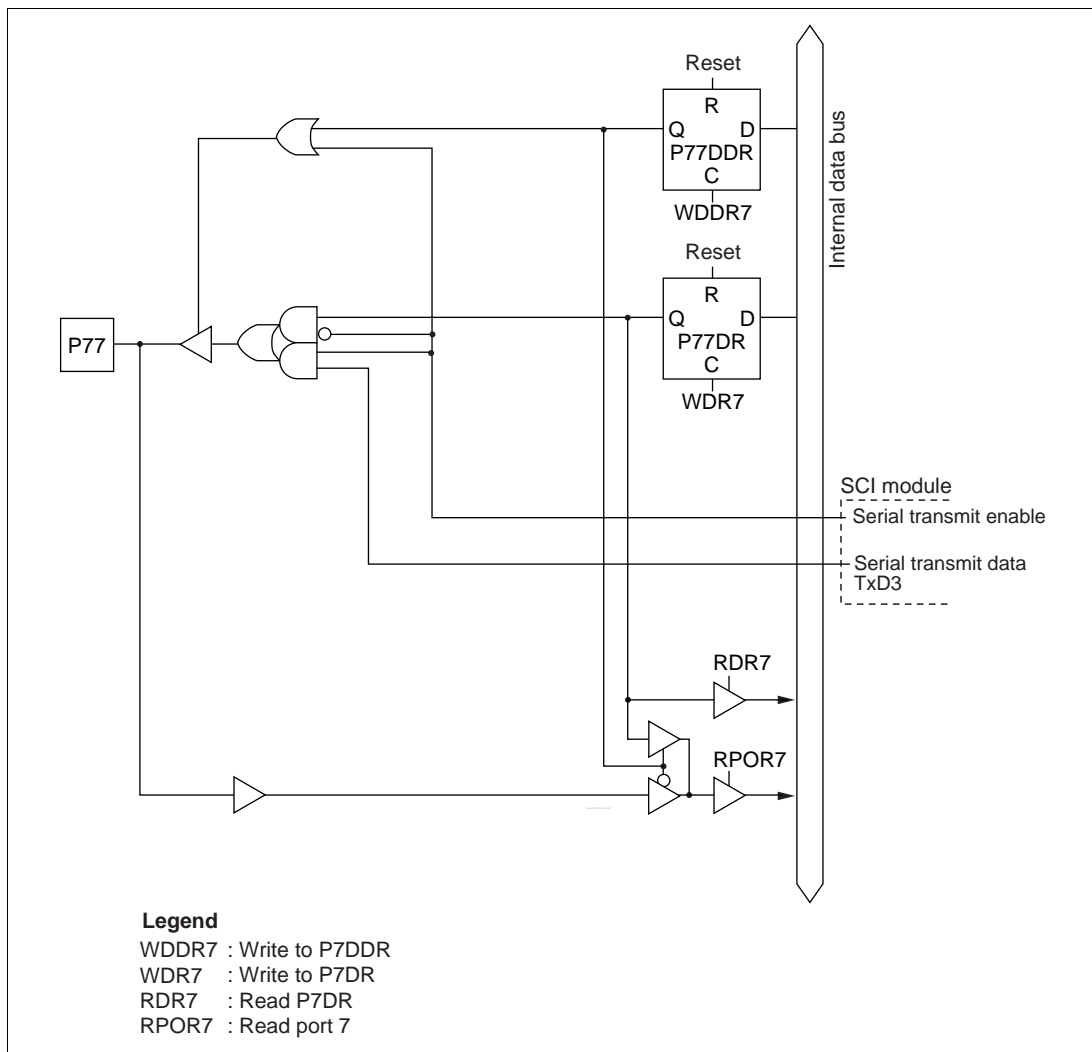 Reset
R
Q D
P77DDR
C
WDDR7
Internal data bus
Reset
R
Q D
P77DR
C
WDR7
P77
SCI module
Serial transmit enable
Serial transmit data
TxD3
RDR7
RPOR7
Legend
WDDR7 : Write to P7DDR
WDR7 : Write to P7DR
RDR7 : Read P7DR
RPOR7 : Read port 7